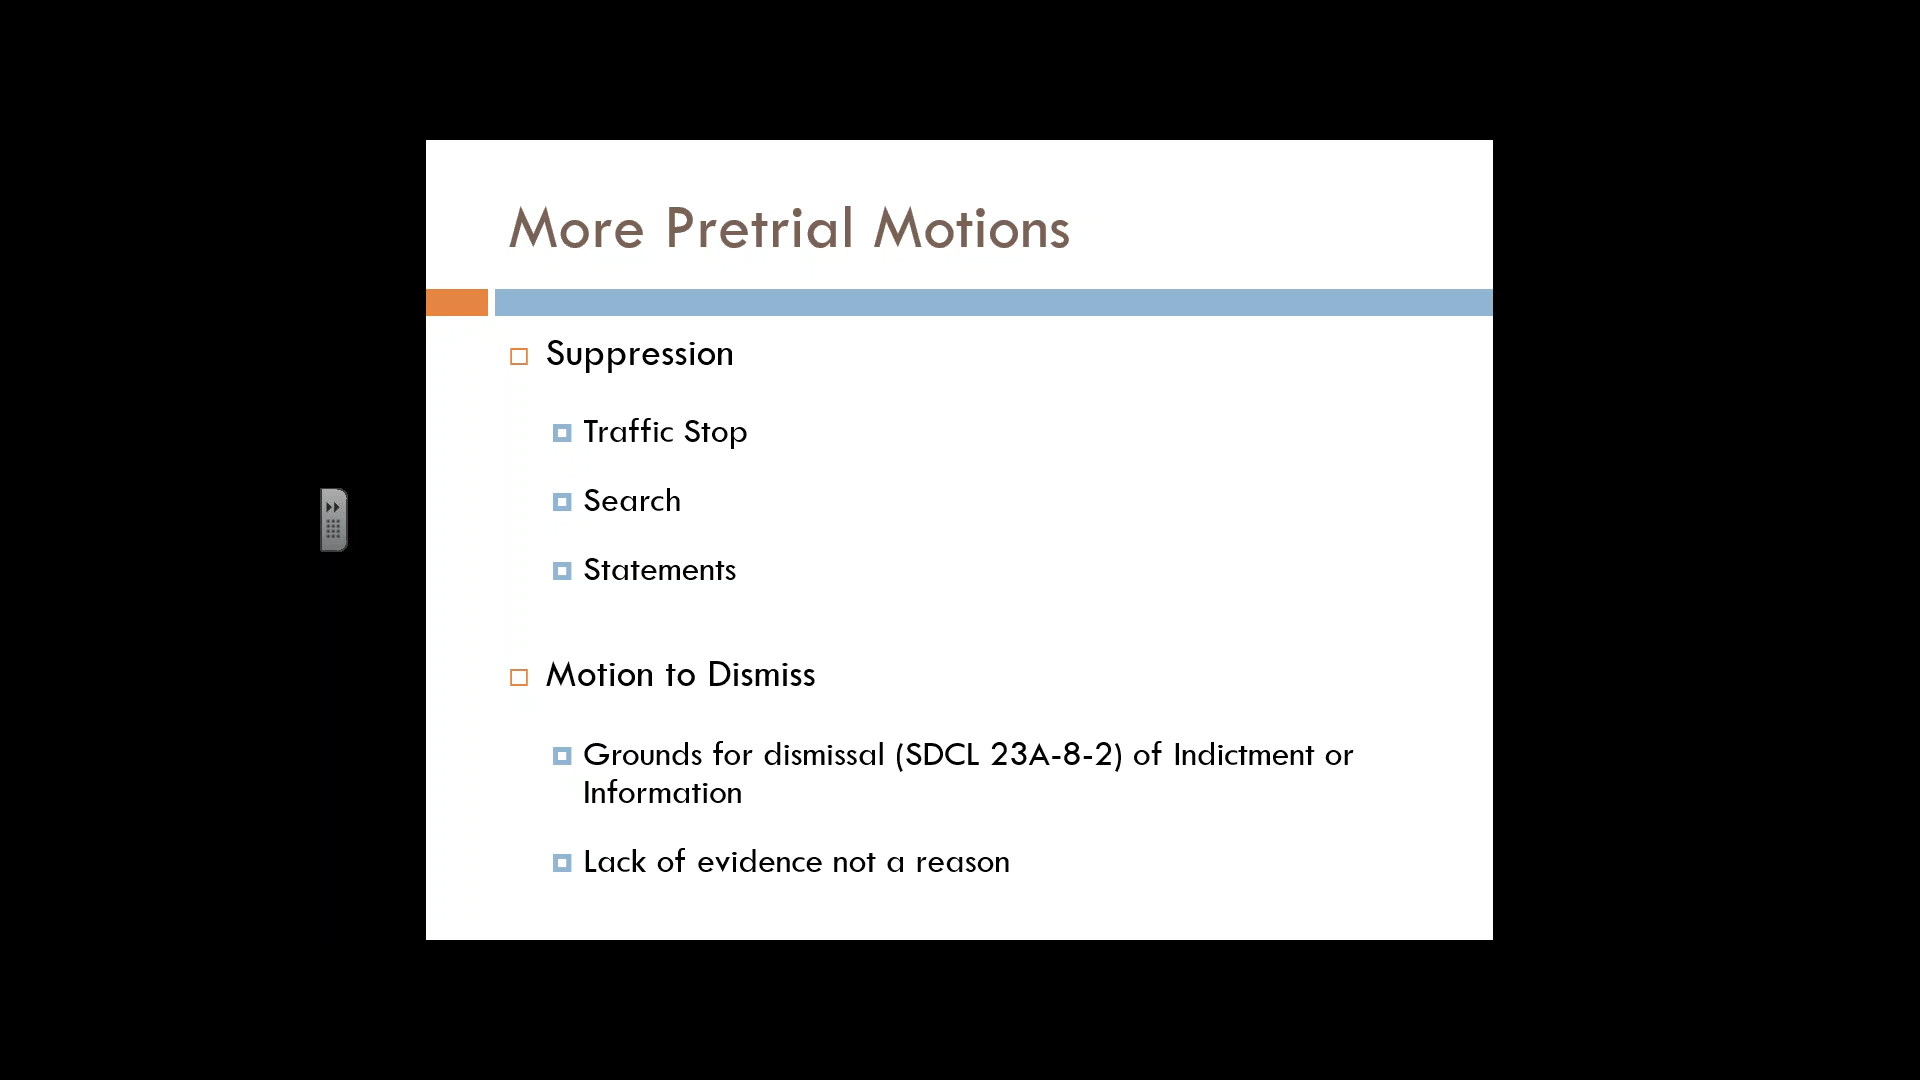 More Pretrial Motions
Suppression
Traffic Stop
Search
Statements
Motion to Dismiss
Grounds for dismissal (SDCL 23A-8-2) of Indictment or
Information
Lack of evidence not a reason